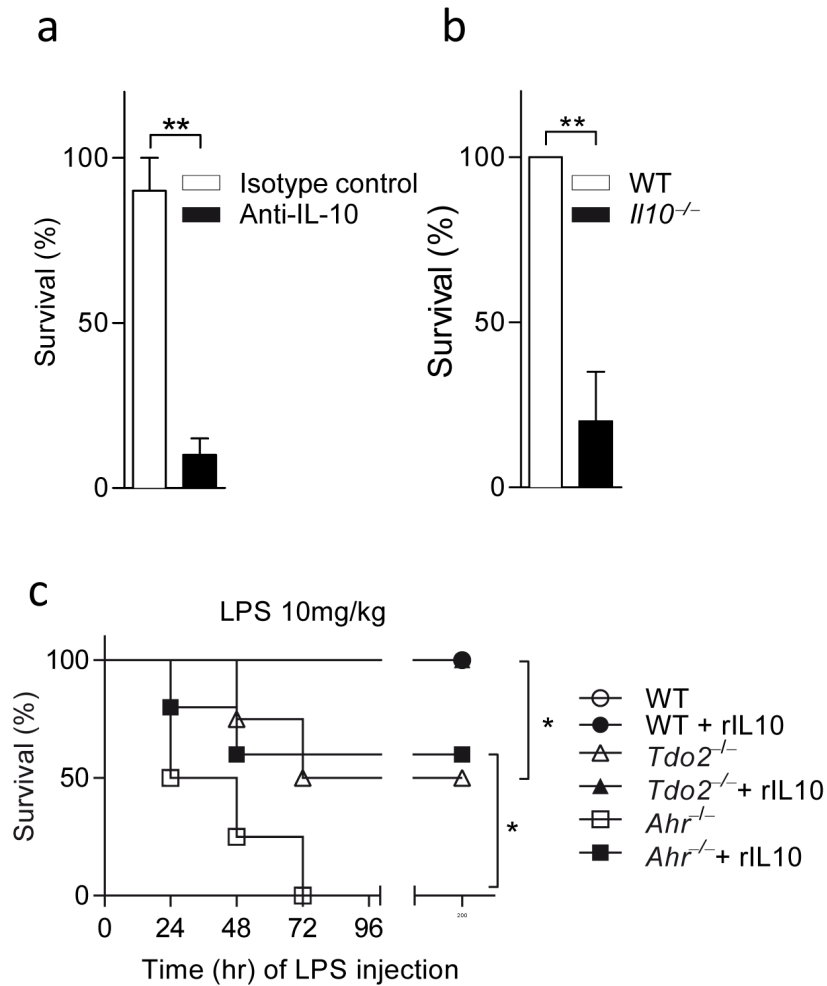 a
**
100
Isotype control
Anti-IL-10
50
0
Survival (%)
b
**
100
WT
Il10–/–
50
0
Survival (%)
c
LPS 10mg/kg
100
50
0
Survival (%)
0 24 48 72 96 200
Time (hr) of LPS injection
*
*
WT
WT + rIL10
Tdo2–/–
Tdo2–/–+ rIL10
Ahr–/–
Ahr–/–+ rIL10